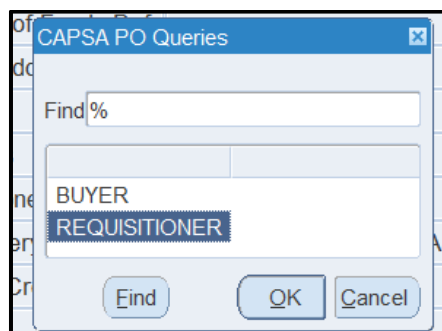 CAPSA PO Queries
Find %
BUYER
REQUISITIONER
Find OK Cancel